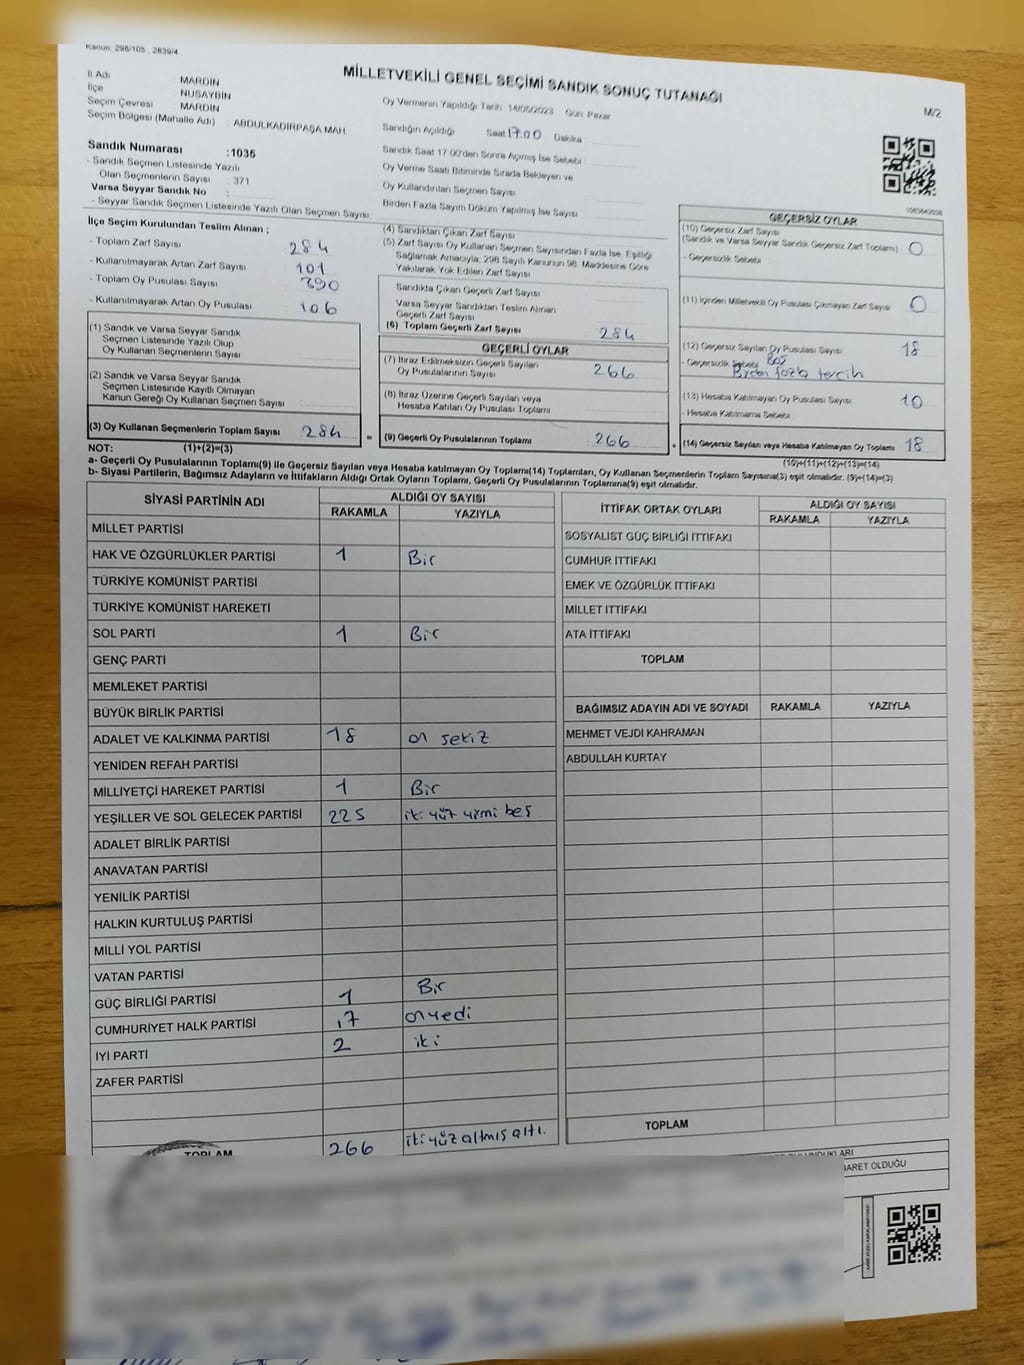 Kanun, 298/105 , 2839/4
MİLLETVEKİLİ GENEL SEÇİMİ SANDIK SONUÇ TUTANAĞI
M/2
İl Adı : MARDİN
İlçe : NUSAYBİN
Seçim Çevresi : MARDİN
Seçim Bölgesi (Mahalle Adı) : ABDULKADİRPAŞA MAH.
Oy Vermenin Yapıldığı Tarih : 14/05/2023 Gün: Pazar
Sandığın Açıldığı Saat 17.00 Dakika
Sandık Saat 17:00'den Sonra Açılmış İse Sebebi
Oy Verme Saati Bitiminde Sırada Bekleyen ve
Oy Kullandırılan Seçmen Sayısı
Birden Fazla Sayım Döküm Yapılmış İse Sayısı
Sandık Numarası :1035
- Sandık Seçmen Listesinde Yazılı
Olan Seçmenlerin Sayısı : 371
Varsa Seyyar Sandık No :
- Seyyar Sandık Seçmen Listesinde Yazılı Olan Seçmen Sayısı:
İlçe Seçim Kurulundan Teslim Alınan ;
- Toplam Zarf Sayısı : 284
- Kullanılmayarak Artan Zarf Sayısı : 101
- Toplam Oy Pusulası Sayısı : 390
- Kullanılmayarak Artan Oy Pusulası : 106
(1) Sandık ve Varsa Seyyar Sandık
Seçmen Listesinde Yazılı Olup
Oy Kullanan Seçmenlerin Sayısı :
(2) Sandık ve Varsa Seyyar Sandık
Seçmen Listesinde Kayıtlı Olmayan
Kanun Gereği Oy Kullanan Seçmen Sayısı :
(3) Oy Kullanan Seçmenlerin Toplam Sayısı : 284
(4) Sandıktan Çıkan Zarf Sayısı
(5) Zarf Sayısı Oy Kullanan Seçmen Sayısından Fazla İse, Eşitliği
Sağlamak Amacıyla, 298 Sayılı Kanunun 98. Maddesine Göre
Yakılarak Yok Edilen Zarf Sayısı
Sandıkta Çıkan Geçerli Zarf Sayısı
Varsa Seyyar Sandıktan Teslim Alınan
Geçerli Zarf Sayısı
(6) Toplam Geçerli Zarf Sayısı 284
GEÇERLİ OYLAR
(7) İtiraz Edilmeksizin Geçerli Sayılan
Oy Pusulalarının Sayısı 266
(8) İtiraz Üzerine Geçerli Sayılan veya
Hesaba Katılan Oy Pusulası Toplamı
= (9) Geçerli Oy Pusulalarının Toplamı 266
GEÇERSİZ OYLAR
(10) Geçersiz Zarf Sayısı
(Sandık ve Varsa Seyyar Sandık Geçersiz Zarf Toplamı) 0
- Geçersizlik Sebebi
(11) İçinden Milletvekili Oy Pusulası Çıkmayan Zarf Sayısı 0
(12) Geçersiz Sayılan Oy Pusulası Sayısı 18
- Geçersizlik Sebebi Boş
Birden fazla tercih
(13) Hesaba Katılmayan Oy Pusulası Sayısı 10
- Hesaba Katılmama Sebebi
+ (14) Geçersiz Sayılan veya Hesaba Katılmayan Oy Toplamı 18
NOT: (1)+(2)=(3)
(10)+(11)+(12)+(13)=(14)
a- Geçerli Oy Pusulalarının Toplamı(9) ile Geçersiz Sayılan veya Hesaba katılmayan Oy Toplamı(14) Toplamları, Oy Kullanan Seçmenlerin Toplam Sayısına(3) eşit olmalıdır. (9)+(14)=(3)
b- Siyasi Partilerin, Bağımsız Adayların ve İttifakların Aldığı Ortak Oyların Toplamı, Geçerli Oy Pusulalarının Toplamına(9) eşit olmalıdır.
SİYASİ PARTİNİN ADI ALDIĞI OY SAYISI
RAKAMLA YAZIYLA
MİLLET PARTİSİ
HAK VE ÖZGÜRLÜKLER PARTİSİ 1 Bir
TÜRKİYE KOMÜNİST PARTİSİ
TÜRKİYE KOMÜNİST HAREKETİ
SOL PARTİ 1 Bir
GENÇ PARTİ
MEMLEKET PARTİSİ
BÜYÜK BİRLİK PARTİSİ
ADALET VE KALKINMA PARTİSİ 18 on sekiz
YENİDEN REFAH PARTİSİ
MİLLİYETÇİ HAREKET PARTİSİ 1 Bir
YEŞİLLER VE SOL GELECEK PARTİSİ 225 iki yüz yirmi beş
ADALET BİRLİK PARTİSİ
ANAVATAN PARTİSİ
YENİLİK PARTİSİ
HALKIN KURTULUŞ PARTİSİ
MİLLİ YOL PARTİSİ
VATAN PARTİSİ
GÜÇ BİRLİĞİ PARTİSİ 1 Bir
CUMHURİYET HALK PARTİSİ 17 onyedi
İYİ PARTİ 2 iki
ZAFER PARTİSİ
TOPLAM 266 iki yüz altmış altı.
İTTİFAK ORTAK OYLARI ALDIĞI OY SAYISI
RAKAMLA YAZIYLA
SOSYALİST GÜÇ BİRLİĞİ İTTİFAKI
CUMHUR İTTİFAKI
EMEK VE ÖZGÜRLÜK İTTİFAKI
MİLLET İTTİFAKI
ATA İTTİFAKI
TOPLAM
BAĞIMSIZ ADAYIN ADI VE SOYADI RAKAMLA YAZIYLA
MEHMET VEJDİ KAHRAMAN
ABDULLAH KURTAY
TOPLAM
BARET OLDUĞU